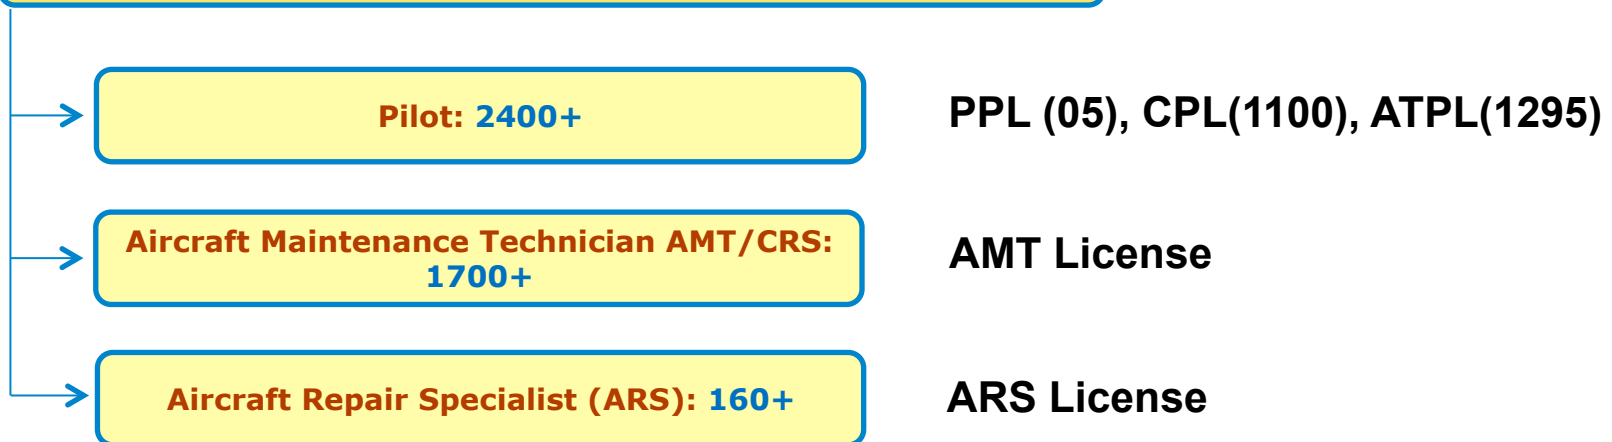 Pilot: 2400+
PPL (05), CPL(1100), ATPL(1295)
Aircraft Maintenance Technician AMT/CRS:
1700+
AMT License
Aircraft Repair Specialist (ARS): 160+
ARS License